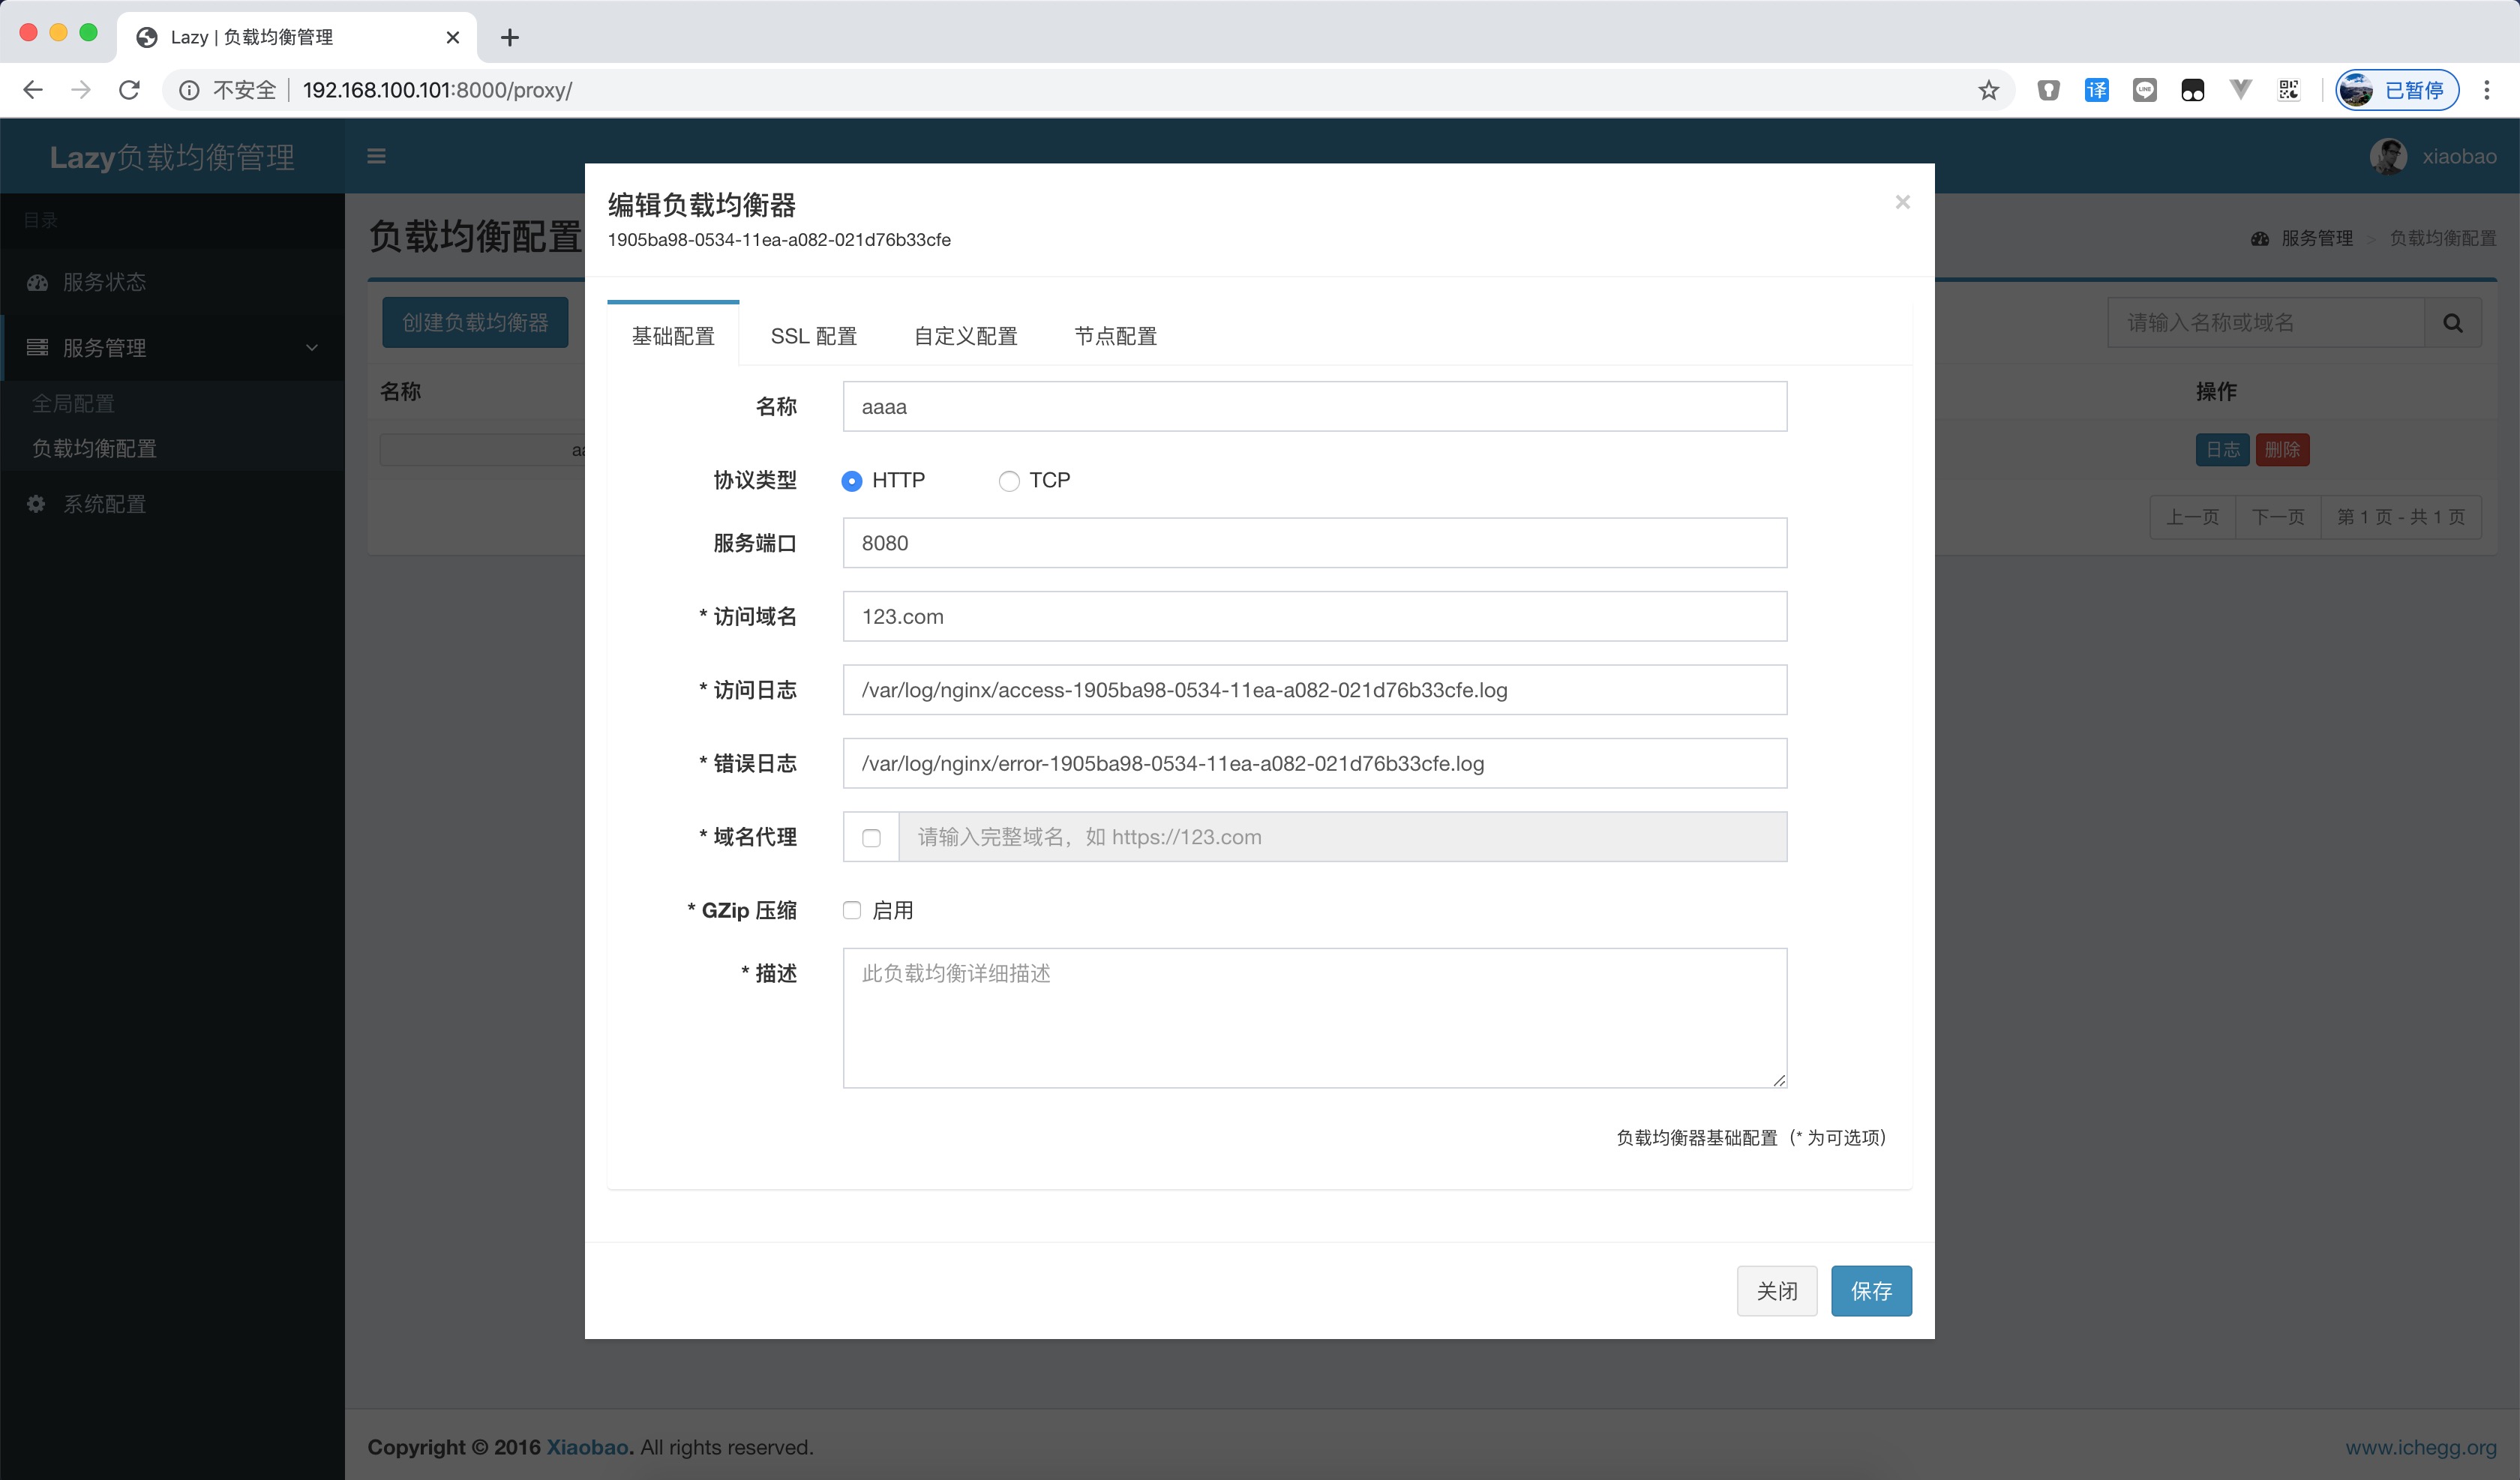 Lazy | 负载均衡管理
不安全 192.168.100.101:8000/proxy/
译
LINE
已暂停
Lazy负载均衡管理
xiaobao
目录
服务状态
服务管理
全局配置
负载均衡配置
系统配置
负载均衡配置
服务管理 > 负载均衡配置
创建负载均衡器
请输入名称或域名
名称
操作
日志 删除
上一页 下一页 第 1 页 - 共 1 页
编辑负载均衡器 ×
1905ba98-0534-11ea-a082-021d76b33cfe
基础配置 SSL 配置 自定义配置 节点配置
名称 aaaa
协议类型 HTTP TCP
服务端口 8080
* 访问域名 123.com
* 访问日志 /var/log/nginx/access-1905ba98-0534-11ea-a082-021d76b33cfe.log
* 错误日志 /var/log/nginx/error-1905ba98-0534-11ea-a082-021d76b33cfe.log
* 域名代理 请输入完整域名，如 https://123.com
* GZip 压缩 启用
* 描述 此负载均衡详细描述
负载均衡器基础配置（* 为可选项）
关闭 保存
Copyright © 2016 Xiaobao. All rights reserved.
www.ichegg.org